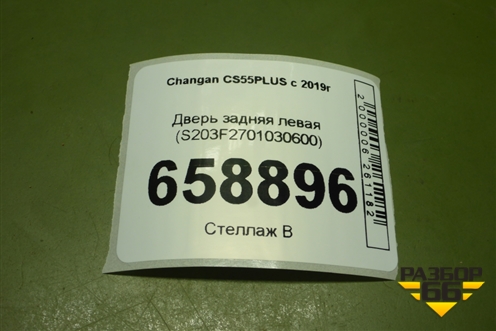 Changan CS55PLUS с 2019г
Дверь задняя левая
(S203F2701030600)
658896
Стеллаж В
2000006261182
РАЗБОР
66